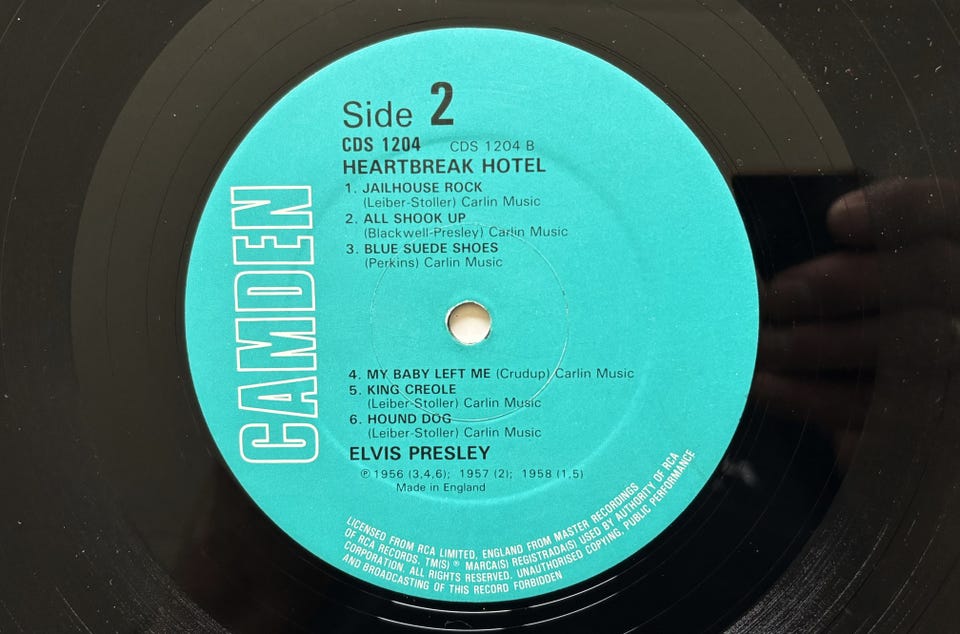 CAMDEN
Side 2
CDS 1204 CDS 1204 B
HEARTBREAK HOTEL
1. JAILHOUSE ROCK
(Leiber-Stoller) Carlin Music
2. ALL SHOOK UP
(Blackwell-Presley) Carlin Music
3. BLUE SUEDE SHOES
(Perkins) Carlin Music
4. MY BABY LEFT ME (Crudup) Carlin Music
5. KING CREOLE
(Leiber-Stoller) Carlin Music
6. HOUND DOG
(Leiber-Stoller) Carlin Music
ELVIS PRESLEY
℗ 1956 (3,4,6); 1957 (2); 1958 (1,5)
Made in England
LICENSED FROM RCA LIMITED, ENGLAND FROM MASTER RECORDINGS
OF RCA RECORDS. TM(S) ® MARCA(S) REGISTRADA(S) USED BY AUTHORITY OF RCA
CORPORATION. ALL RIGHTS RESERVED. UNAUTHORISED COPYING, PUBLIC PERFORMANCE
AND BROADCASTING OF THIS RECORD FORBIDDEN